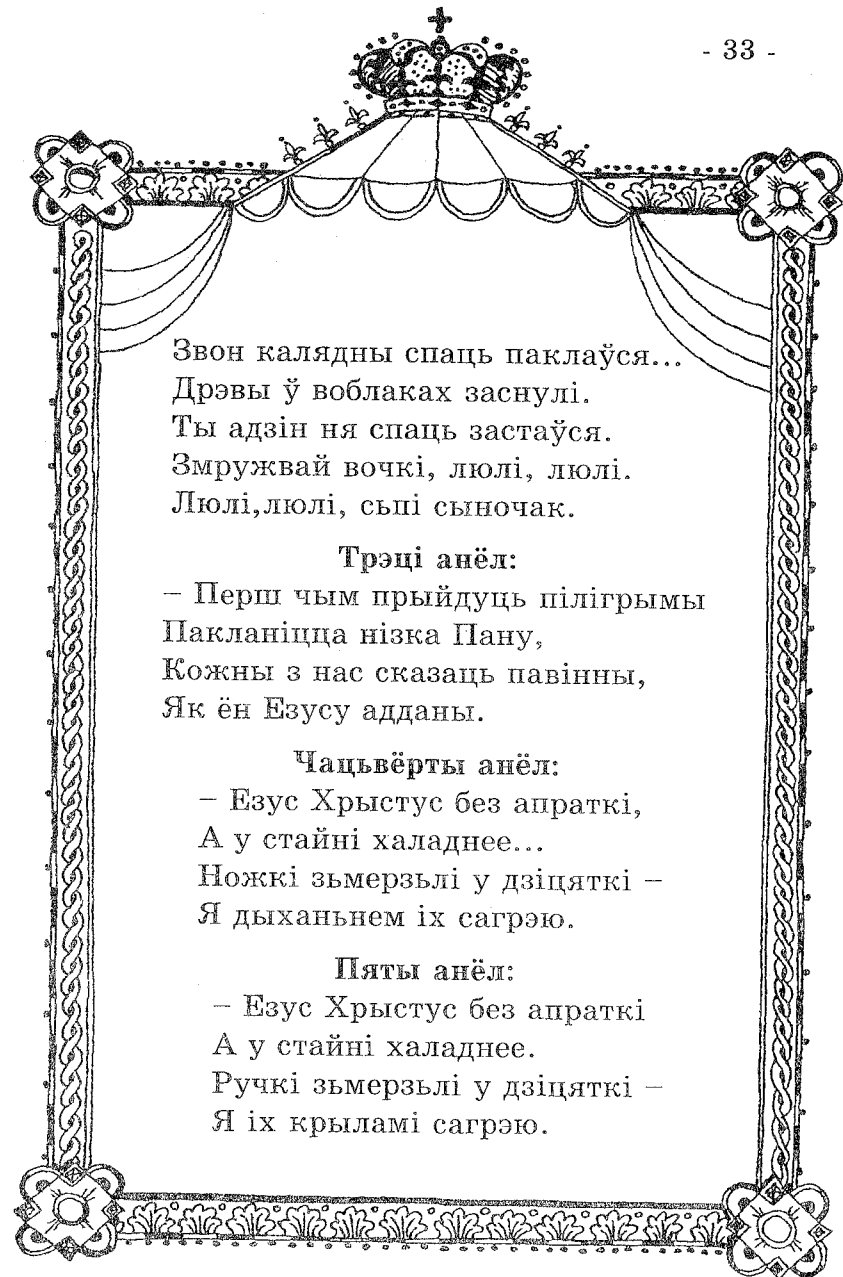 - 33 -
Звон калядны спаць паклаўся...
Дрэвы ў воблаках заснулі.
Ты адзін ня спаць застаўся.
Змружвай вочкі, люлі, люлі.
Люлі,люлі, сьпі сыночак.
Трэці анёл:
– Перш чым прыйдуць пілігрымы
Пакланіцца нізка Пану,
Кожны з нас сказаць павінны,
Як ён Езусу адданы.
Чацьвёрты анёл:
– Езус Хрыстус без апраткі,
А у стайні халаднее...
Ножкі зьмерзьлі у дзіцяткі –
Я дыханьнем іх сагрэю.
Пяты анёл:
– Езус Хрыстус без апраткі
А у стайні халаднее.
Ручкі зьмерзьлі у дзіцяткі –
Я іх крыламі сагрэю.